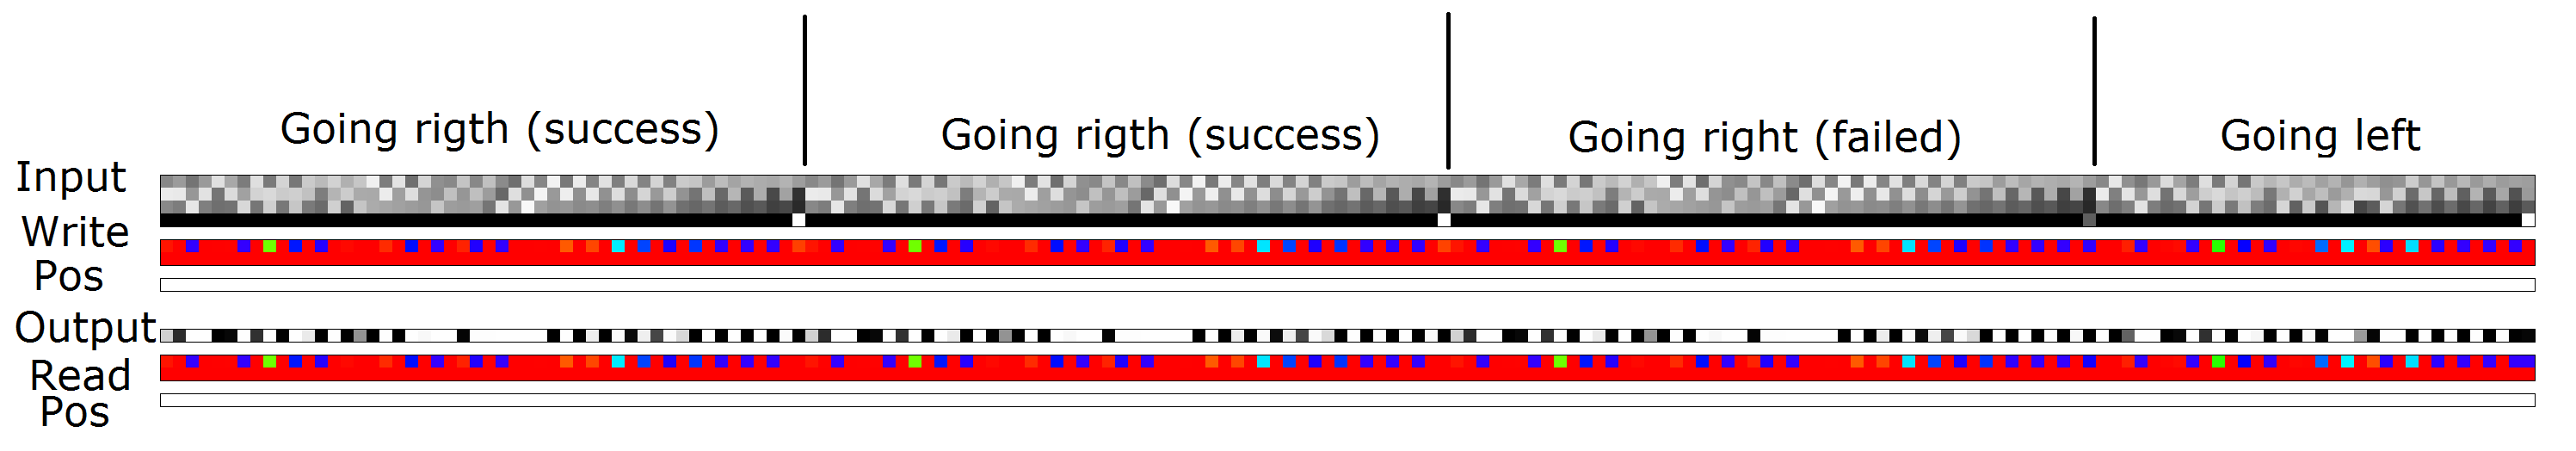 Going rigth (success)
Going rigth (success)
Going right (failed)
Going left
Input
Write
Pos
Output
Read
Pos